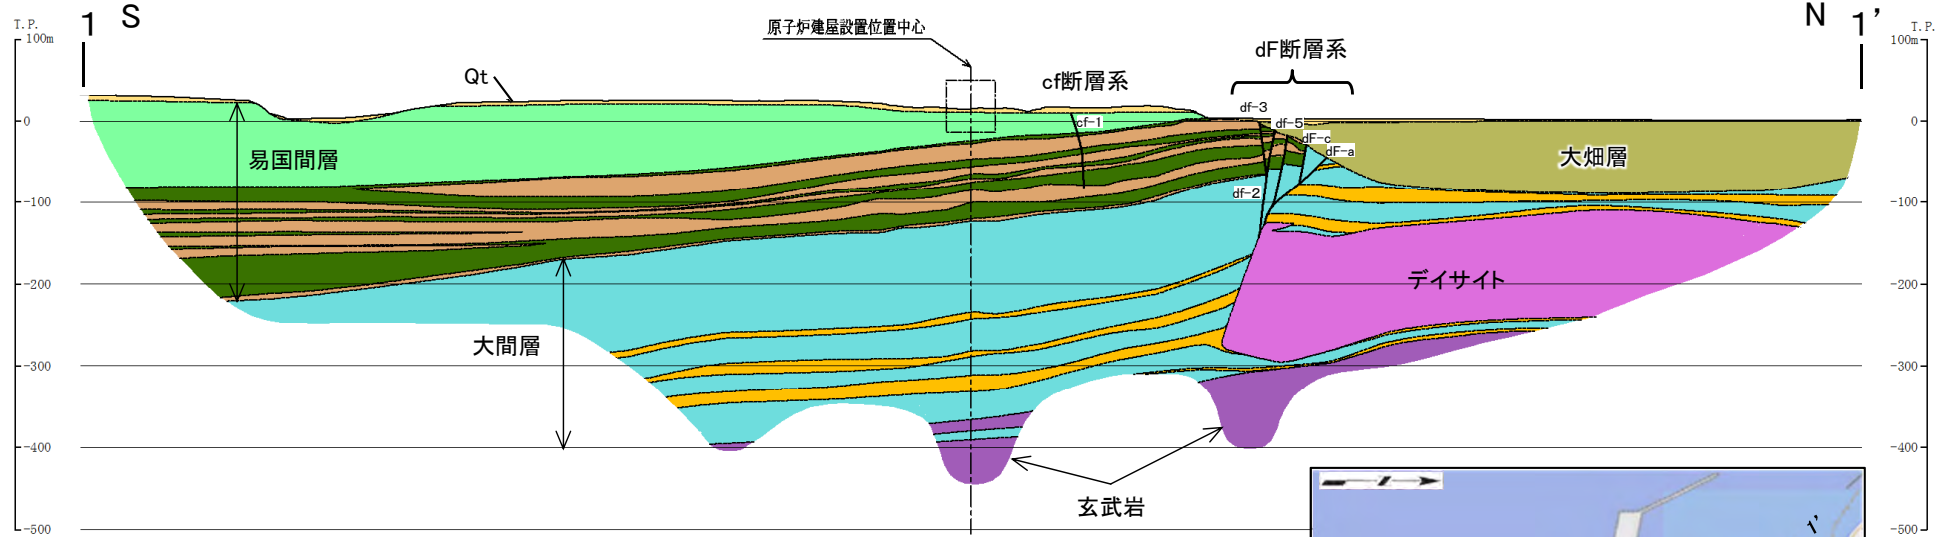 1 S
N 1’
T.P.
T.P.
100m
0
-100
-200
-300
-400
-500
100m
0
-100
-200
-300
-400
-500
原子炉建屋設置位置中心
Qt
cf断層系
dF断層系
cf-1
df-3
df-5
dF-c
dF-a
df-2
易国間層
大畑層
大間層
デイサイト
玄武岩
Z
1’